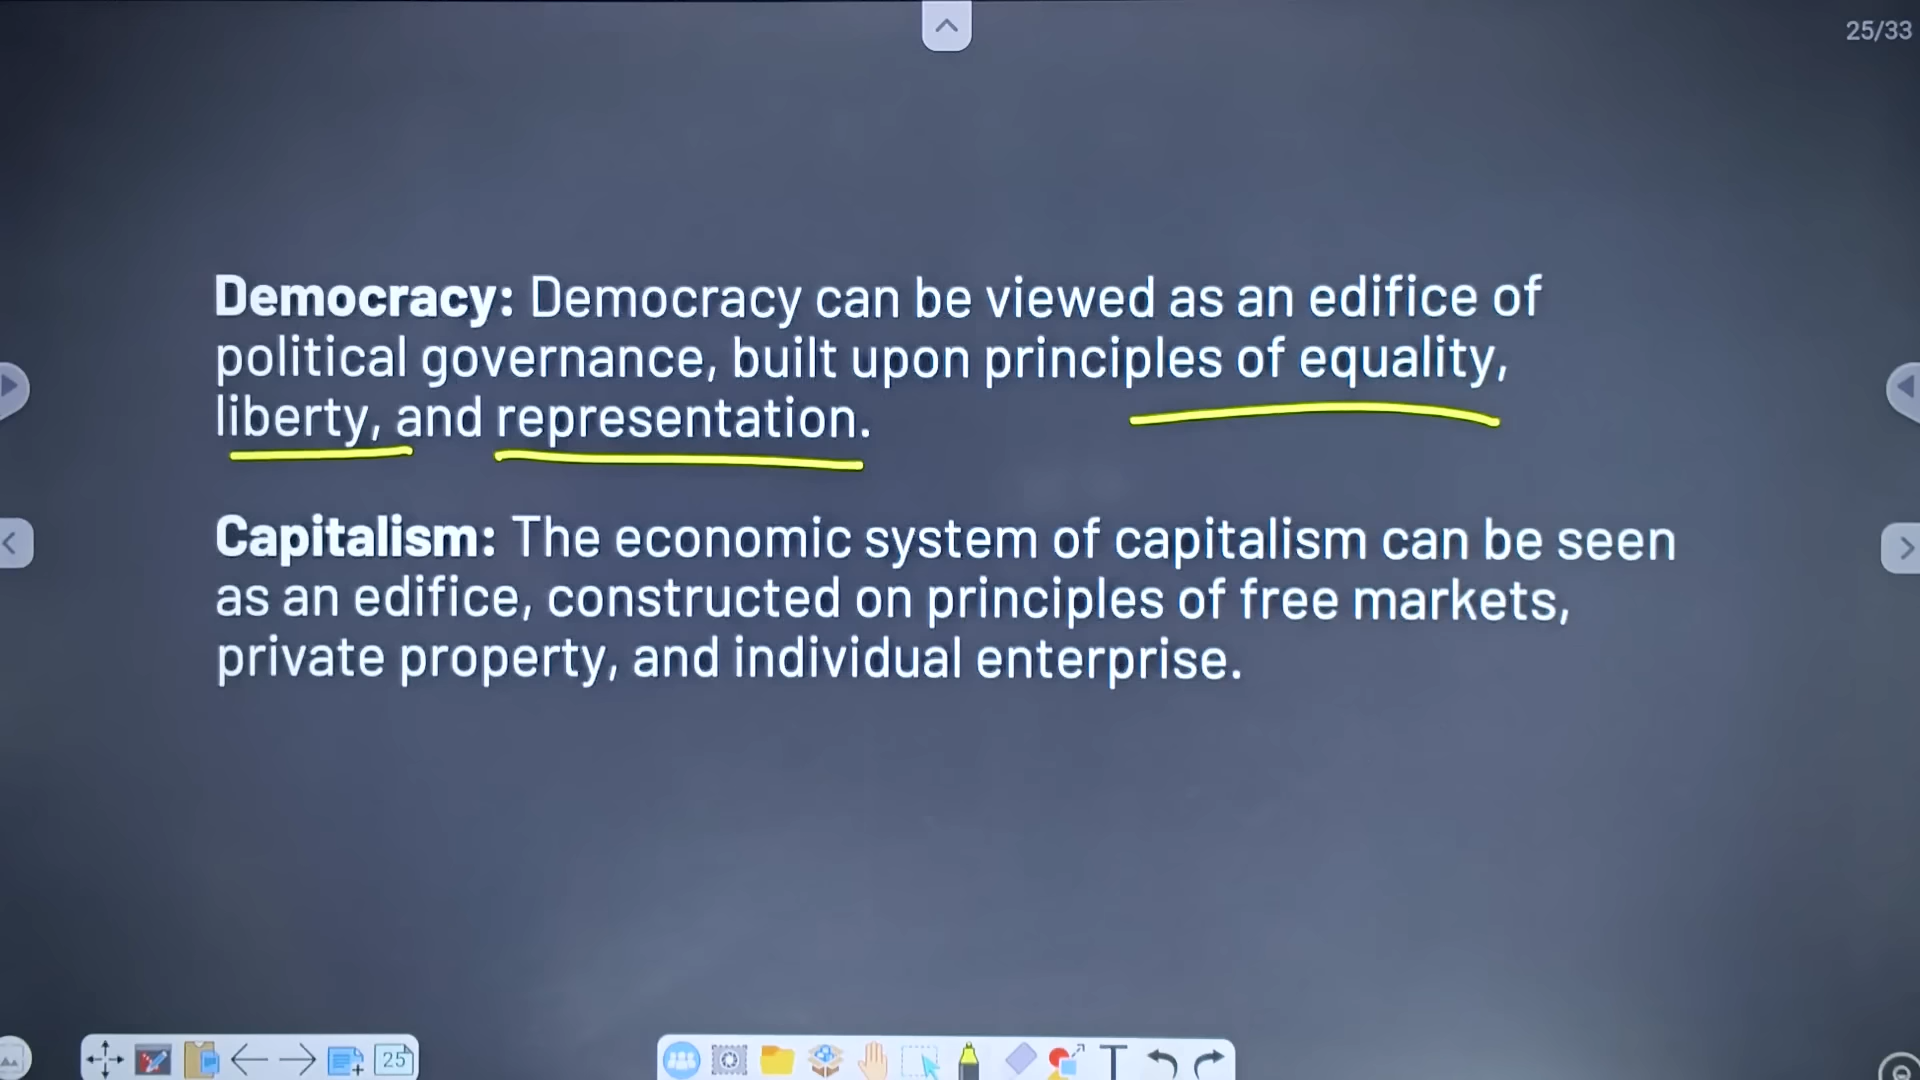 25/33
Democracy: Democracy can be viewed as an edifice of
political governance, built upon principles of equality,
liberty, and representation.
Capitalism: The economic system of capitalism can be seen
as an edifice, constructed on principles of free markets,
private property, and individual enterprise.
25
T